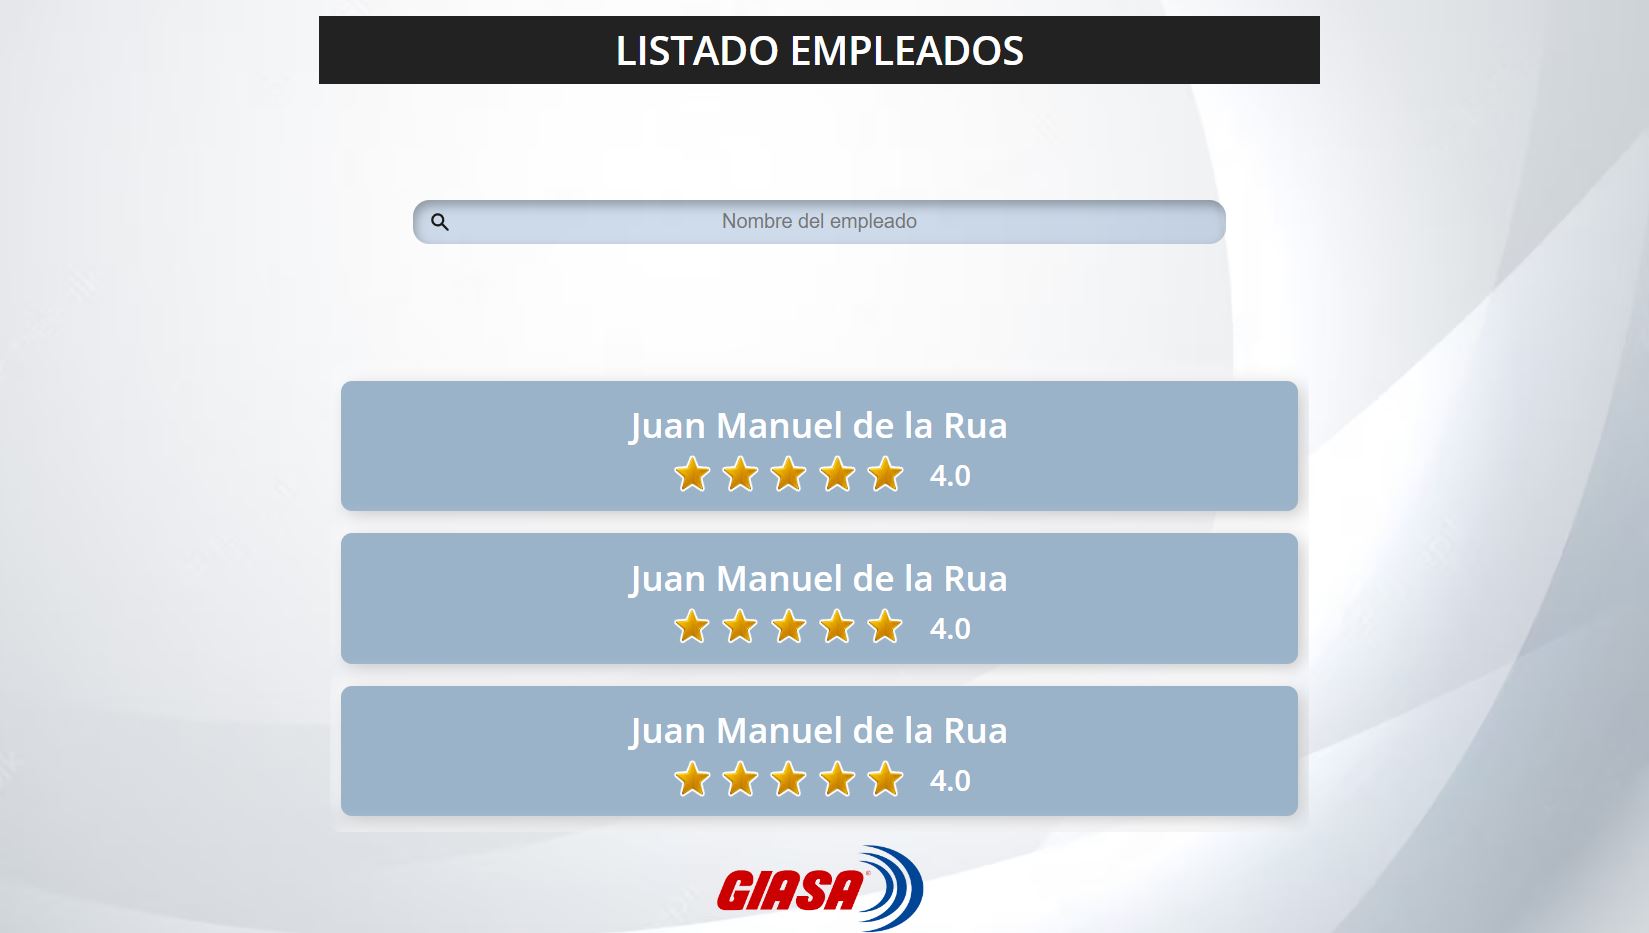 LISTADO EMPLEADOS
Nombre del empleado
Juan Manuel de la Rua
4.0
Juan Manuel de la Rua
4.0
Juan Manuel de la Rua
4.0
GIASA®